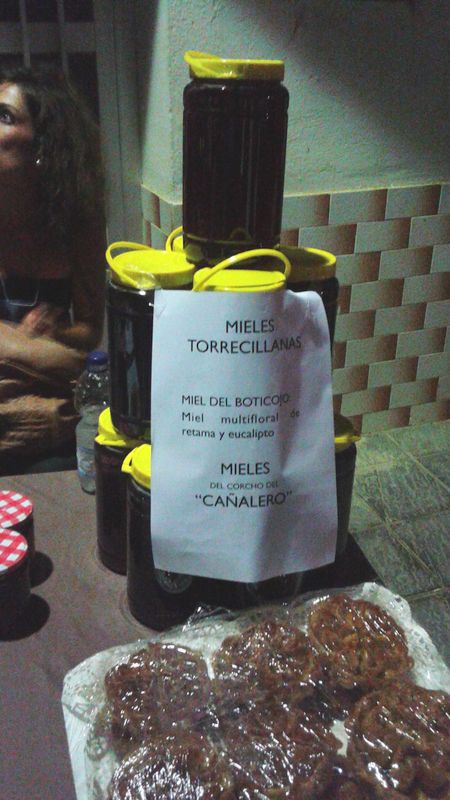 MIELES
TORRECILLANAS
MIEL DEL BOTICOJO:
Miel multifloral de
retama y eucalipto
MIELES
DEL CORCHO DEL
“CAÑALERO”